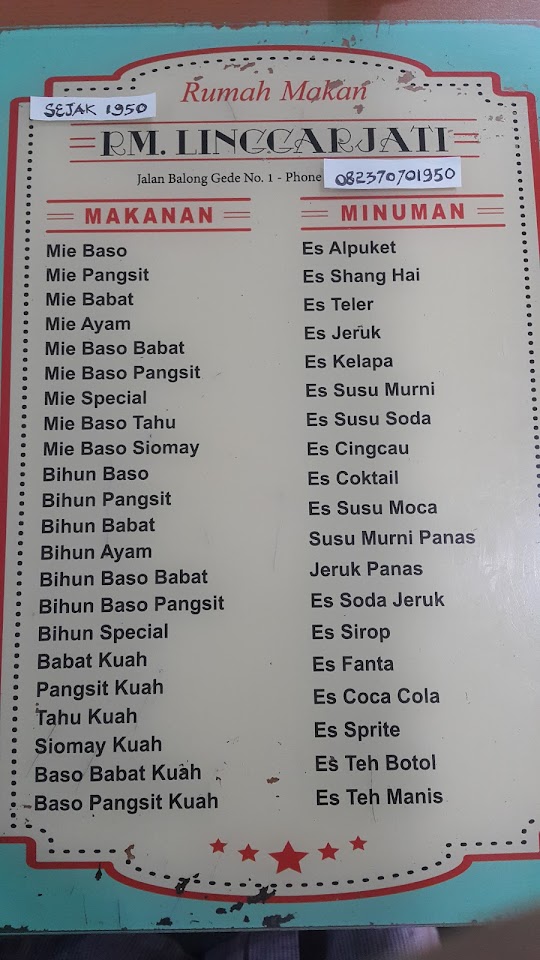 Rumah Makan
SEJAK 1950
RM. LINGGARJATI
Jalan Balong Gede No. 1 - Phone 082370701950
MAKANAN
Mie Baso
Mie Pangsit
Mie Babat
Mie Ayam
Mie Baso Babat
Mie Baso Pangsit
Mie Special
Mie Baso Tahu
Mie Baso Siomay
Bihun Baso
Bihun Pangsit
Bihun Babat
Bihun Ayam
Bihun Baso Babat
Bihun Baso Pangsit
Bihun Special
Babat Kuah
Pangsit Kuah
Tahu Kuah
Siomay Kuah
Baso Babat Kuah
Baso Pangsit Kuah
MINUMAN
Es Alpuket
Es Shang Hai
Es Teler
Es Jeruk
Es Kelapa
Es Susu Murni
Es Susu Soda
Es Cingcau
Es Coktail
Es Susu Moca
Susu Murni Panas
Jeruk Panas
Es Soda Jeruk
Es Sirop
Es Fanta
Es Coca Cola
Es Sprite
Es Teh Botol
Es Teh Manis